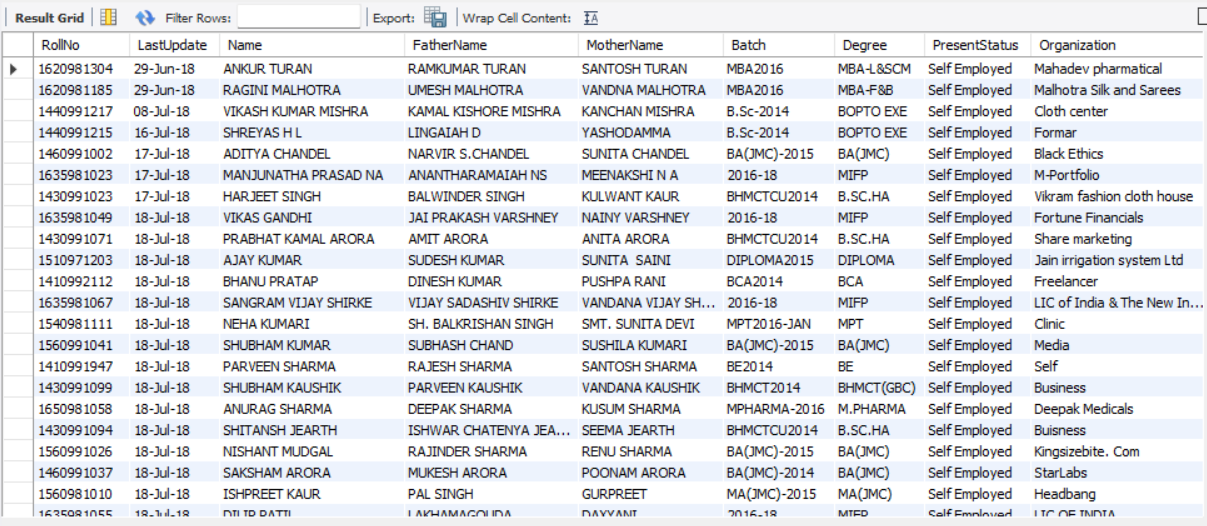 Result Grid Filter Rows: Export: Wrap Cell Content:
RollNo LastUpdate Name FatherName MotherName Batch Degree PresentStatus Organization
1620981304 29-Jun-18 ANKUR TURAN RAMKUMAR TURAN SANTOSH TURAN MBA2016 MBA-L&SCM Self Employed Mahadev pharmatical
1620981185 29-Jun-18 RAGINI MALHOTRA UMESH MALHOTRA VANDNA MALHOTRA MBA2016 MBA-F&B Self Employed Malhotra Silk and Sarees
1440991217 08-Jul-18 VIKASH KUMAR MISHRA KAMAL KISHORE MISHRA KANCHAN MISHRA B.Sc-2014 BOPTO EXE Self Employed Cloth center
1440991215 16-Jul-18 SHREYAS H L LINGAIAH D YASHODAMMA B.Sc-2014 BOPTO EXE Self Employed Formar
1460991002 17-Jul-18 ADITYA CHANDEL NARVIR S.CHANDEL SUNITA CHANDEL BA(JMC)-2015 BA(JMC) Self Employed Black Ethics
1635981023 17-Jul-18 MANJUNATHA PRASAD NA ANANTHARAMAIAH NS MEENAKSHI N A 2016-18 MIFP Self Employed M-Portfolio
1430991023 17-Jul-18 HARJEET SINGH BALWINDER SINGH KULWANT KAUR BHMCTCU2014 B.SC.HA Self Employed Vikram fashion cloth house
1635981049 18-Jul-18 VIKAS GANDHI JAI PRAKASH VARSHNEY NAINY VARSHNEY 2016-18 MIFP Self Employed Fortune Financials
1430991071 18-Jul-18 PRABHAT KAMAL ARORA AMIT ARORA ANITA ARORA BHMCTCU2014 B.SC.HA Self Employed Share marketing
1510971203 18-Jul-18 AJAY KUMAR SUDESH KUMAR SUNITA SAINI DIPLOMA2015 DIPLOMA Self Employed Jain irrigation system Ltd
1410992112 18-Jul-18 BHANU PRATAP DINESH KUMAR PUSHPA RANI BCA2014 BCA Self Employed Freelancer
1635981067 18-Jul-18 SANGRAM VIJAY SHIRKE VIJAY SADASHIV SHIRKE VANDANA VIJAY SH... 2016-18 MIFP Self Employed LIC of India & The New In...
1540981111 18-Jul-18 NEHA KUMARI SH. BALKRISHAN SINGH SMT. SUNITA DEVI MPT2016-JAN MPT Self Employed Clinic
1560991041 18-Jul-18 SHUBHAM KUMAR SUBHASH CHAND SUSHILA KUMARI BA(JMC)-2015 BA(JMC) Self Employed Media
1410991947 18-Jul-18 PARVEEN SHARMA RAJESH SHARMA SANTOSH SHARMA BE2014 BE Self Employed Self
1430991099 18-Jul-18 SHUBHAM KAUSHIK PARVEEN KAUSHIK VANDANA KAUSHIK BHMCT2014 BHMCT(GBC) Self Employed Business
1650981058 18-Jul-18 ANURAG SHARMA DEEPAK SHARMA KUSUM SHARMA MPHARMA-2016 M.PHARMA Self Employed Deepak Medicals
1430991094 18-Jul-18 SHITANSH JEARTH ISHWAR CHATENYA JEA... SEEMA JEARTH BHMCTCU2014 B.SC.HA Self Employed Buisness
1560991026 18-Jul-18 NISHANT MUDGAL RAJINDER SHARMA RENU SHARMA BA(JMC)-2015 BA(JMC) Self Employed Kingsizebite. Com
1460991037 18-Jul-18 SAKSHAM ARORA MUKESH ARORA POONAM ARORA BA(JMC)-2014 BA(JMC) Self Employed StarLabs
1560981010 18-Jul-18 ISHPREET KAUR PAL SINGH GURPREET MA(JMC)-2015 MA(JMC) Self Employed Headbang
1635981055 18-Jul-18 DILIP PATIL LAKHAMAGOUDA DAYYANI 2016-18 MIFP Self Employed LIC OF INDIA